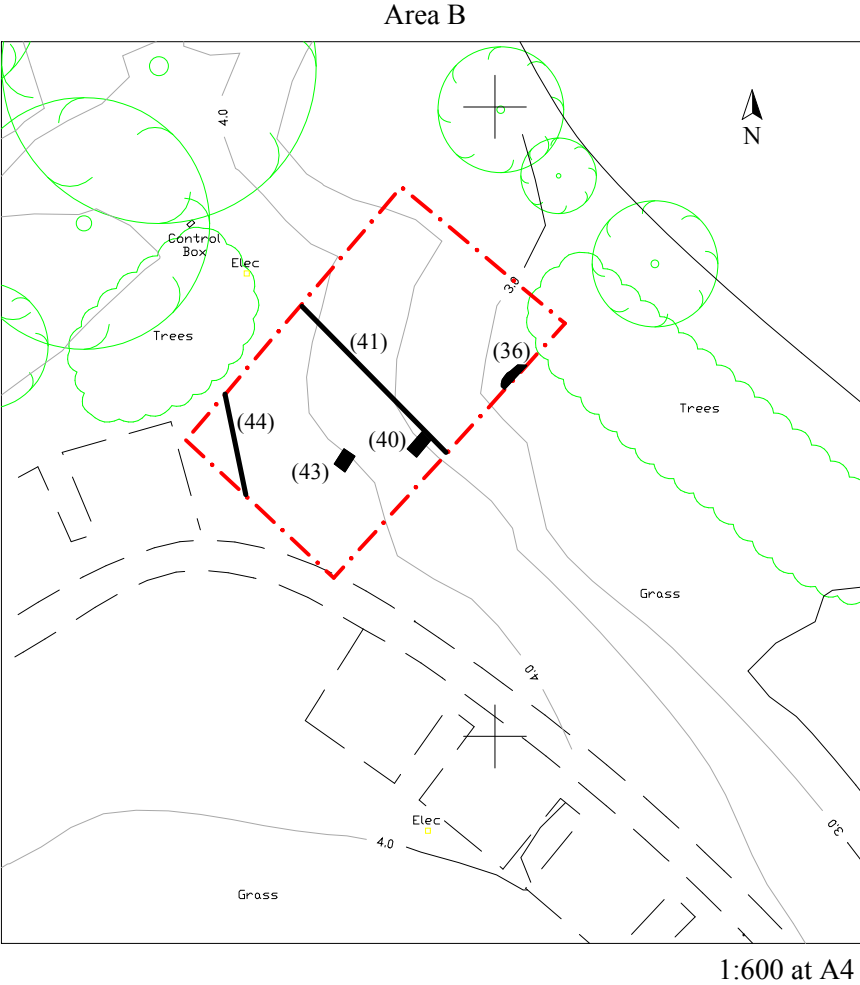 Area B
4.0
N
Control
Box
Elec
3.0
Trees
(41)
(36)
Trees
(44)
(40)
(43)
Grass
4.0
Elec
4.0
3.0
Grass
1:600 at A4